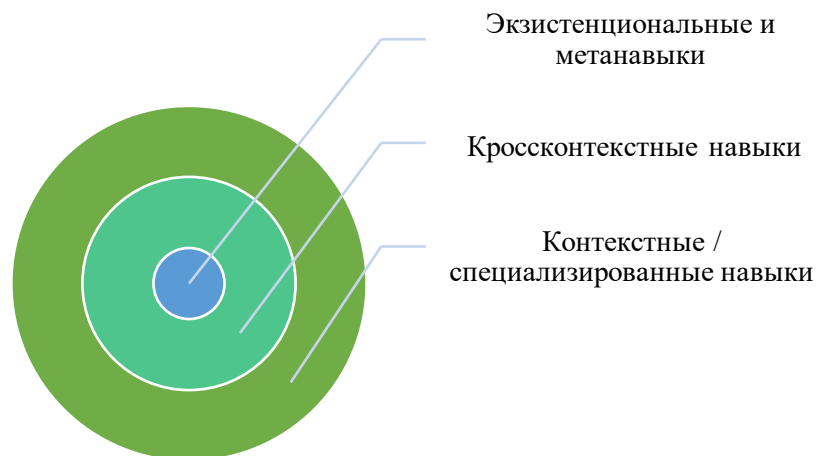 Экзистенциональные и
метанавыки
Кроссконтекстные навыки
Контекстные /
специализированные навыки